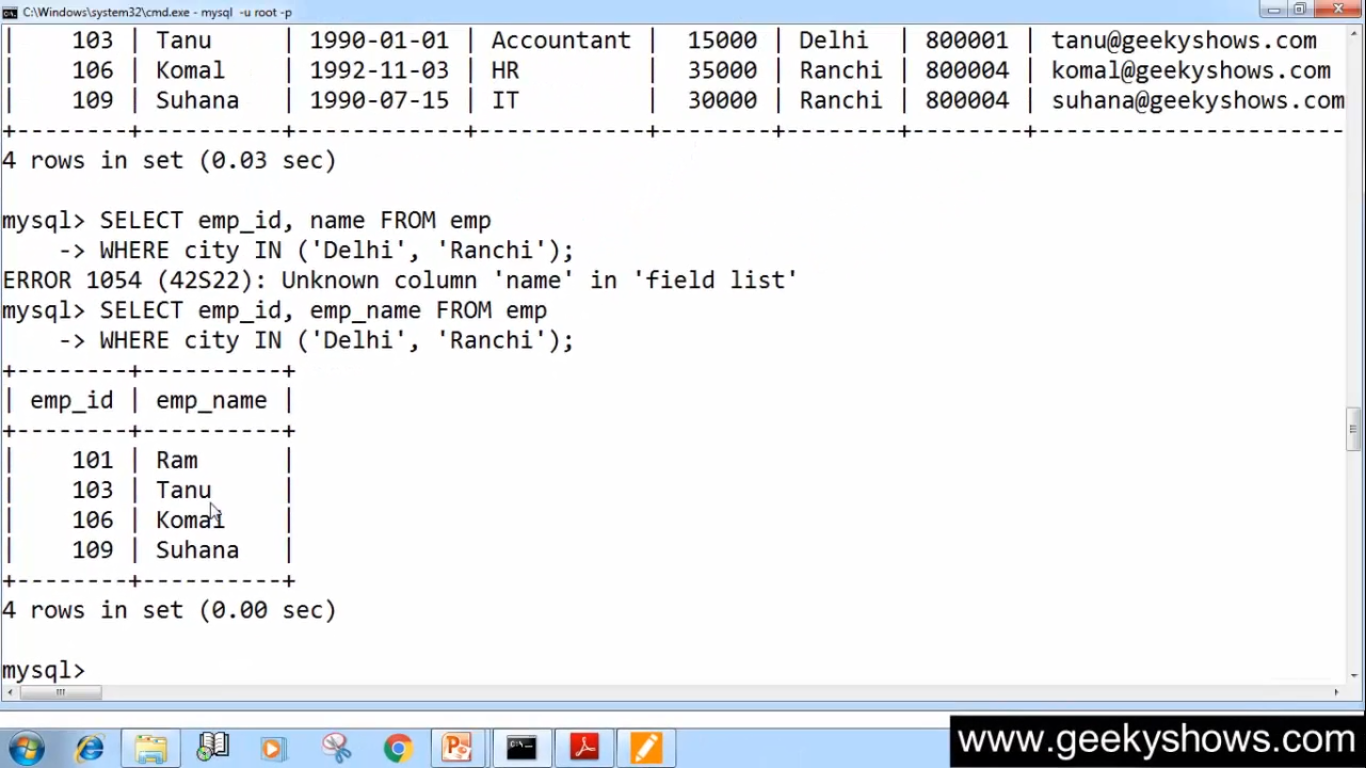 C:\Windows\system32\cmd.exe - mysql  -u root -p
|    103 | Tanu     | 1990-01-01 | Accountant | 15000 | Delhi  | 800001 | tanu@geekyshows.com
|    106 | Komal    | 1992-11-03 | HR         | 35000 | Ranchi | 800004 | komal@geekyshows.com
|    109 | Suhana   | 1990-07-15 | IT         | 30000 | Ranchi | 800004 | suhana@geekyshows.com
+--------+----------+------------+------------+--------+--------+--------+----------------------
4 rows in set (0.03 sec)
mysql> SELECT emp_id, name FROM emp
    -> WHERE city IN ('Delhi', 'Ranchi');
ERROR 1054 (42S22): Unknown column 'name' in 'field list'
mysql> SELECT emp_id, emp_name FROM emp
    -> WHERE city IN ('Delhi', 'Ranchi');
+--------+----------+
| emp_id | emp_name |
+--------+----------+
|    101 | Ram      |
|    103 | Tanu     |
|    106 | Komal    |
|    109 | Suhana   |
+--------+----------+
4 rows in set (0.00 sec)
mysql>
www.geekyshows.com